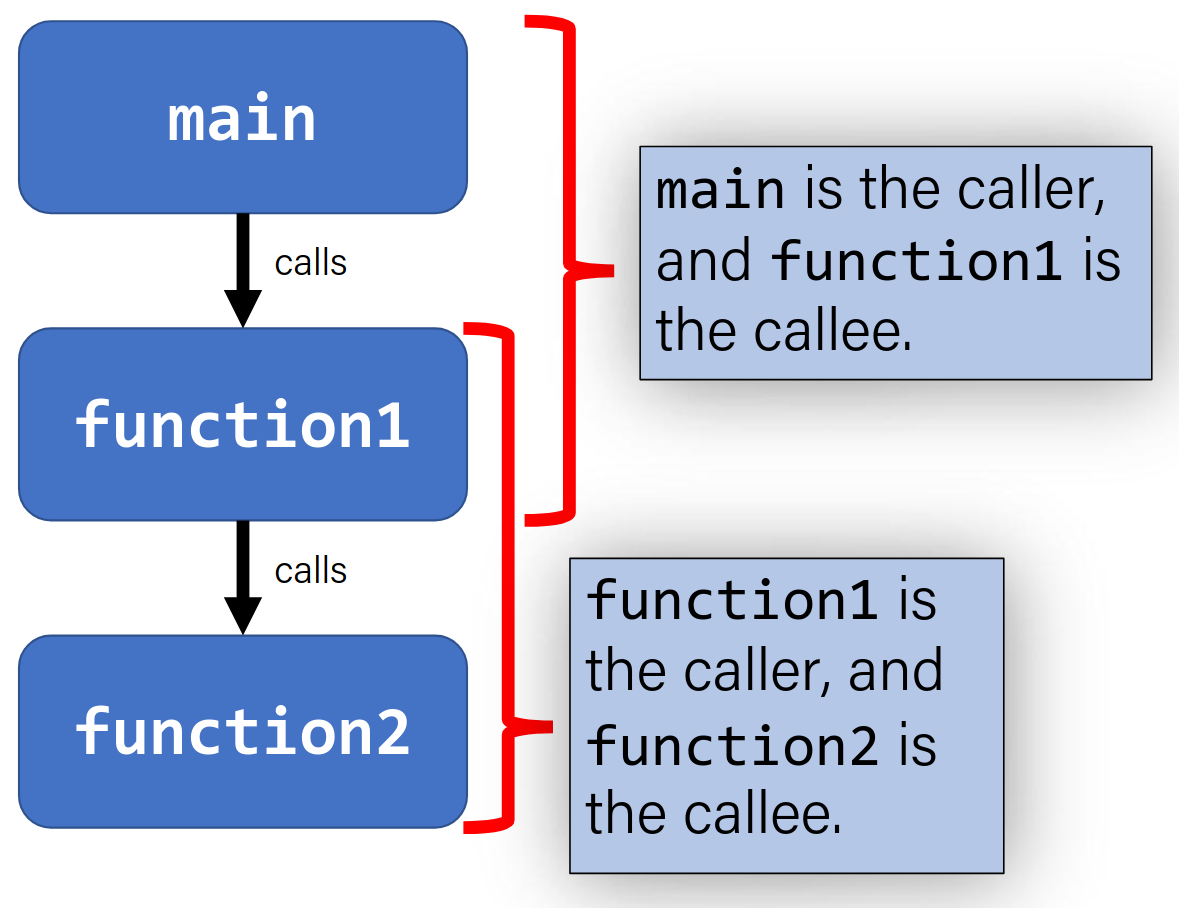 main
calls
function1
calls
function2
main is the caller,
and function1 is
the callee.
function1 is
the caller, and
function2 is
the callee.